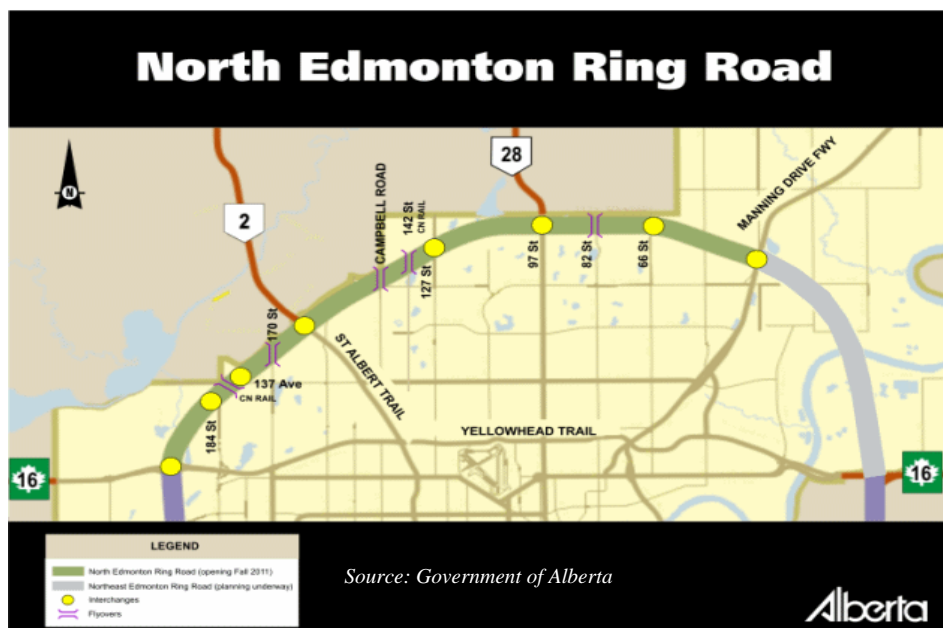 North Edmonton Ring Road
28
2
MANNING DRIVE FWY
CAMPBELL ROAD
142 St
CN RAIL
127 St
97 St
82 St
66 St
170 St
ST ALBERT TRAIL
137 Ave
CN RAIL
184 St
YELLOWHEAD TRAIL
16
16
N
LEGEND
North Edmonton Ring Road (opening Fall 2011)
Northeast Edmonton Ring Road (planning underway)
Interchanges
Flyovers
Source: Government of Alberta
Alberta